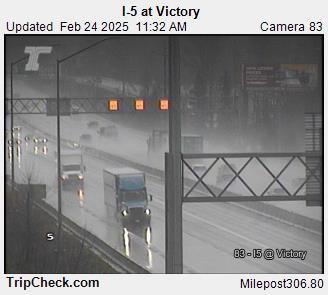 I-5 at Victory
Updated Feb 24 2025 11:32 AM Camera 83
T
S
83 - I5 @ Victory
TripCheck.com Milepost306.80